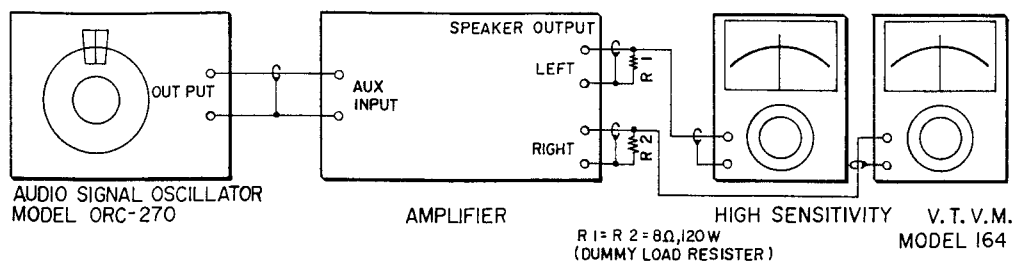 SPEAKER OUTPUT
LEFT
R 1
OUT PUT
AUX
INPUT
RIGHT
R 2
AUDIO SIGNAL OSCILLATOR
MODEL ORC-270
AMPLIFIER
HIGH SENSITIVITY V.T.V.M.
MODEL 164
R 1 = R 2 = 8Ω, 120W
(DUMMY LOAD RESISTER)